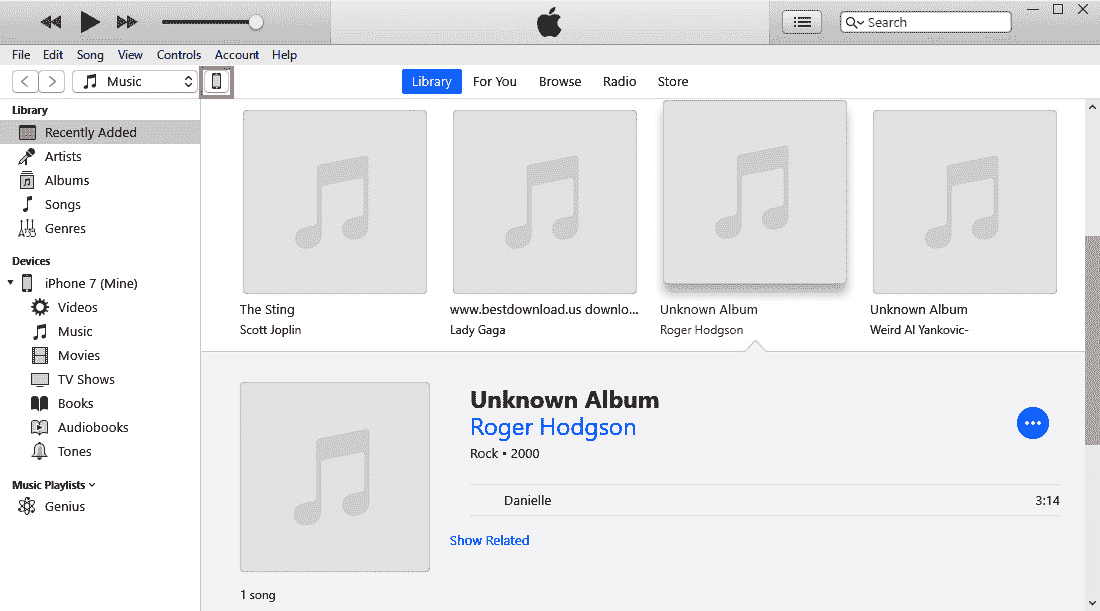 Search
File Edit Song View Controls Account Help
Music
Library For You Browse Radio Store
Library
Recently Added
Artists
Albums
Songs
Genres
Devices
iPhone 7 (Mine)
Videos
Music
Movies
TV Shows
Books
Audiobooks
Tones
Music Playlists
Genius
The Sting
Scott Joplin
www.bestdownload.us downlo...
Lady Gaga
Unknown Album
Roger Hodgson
Unknown Album
Weird Al Yankovic-
Unknown Album
Roger Hodgson
Rock • 2000
Danielle 3:14
Show Related
1 song